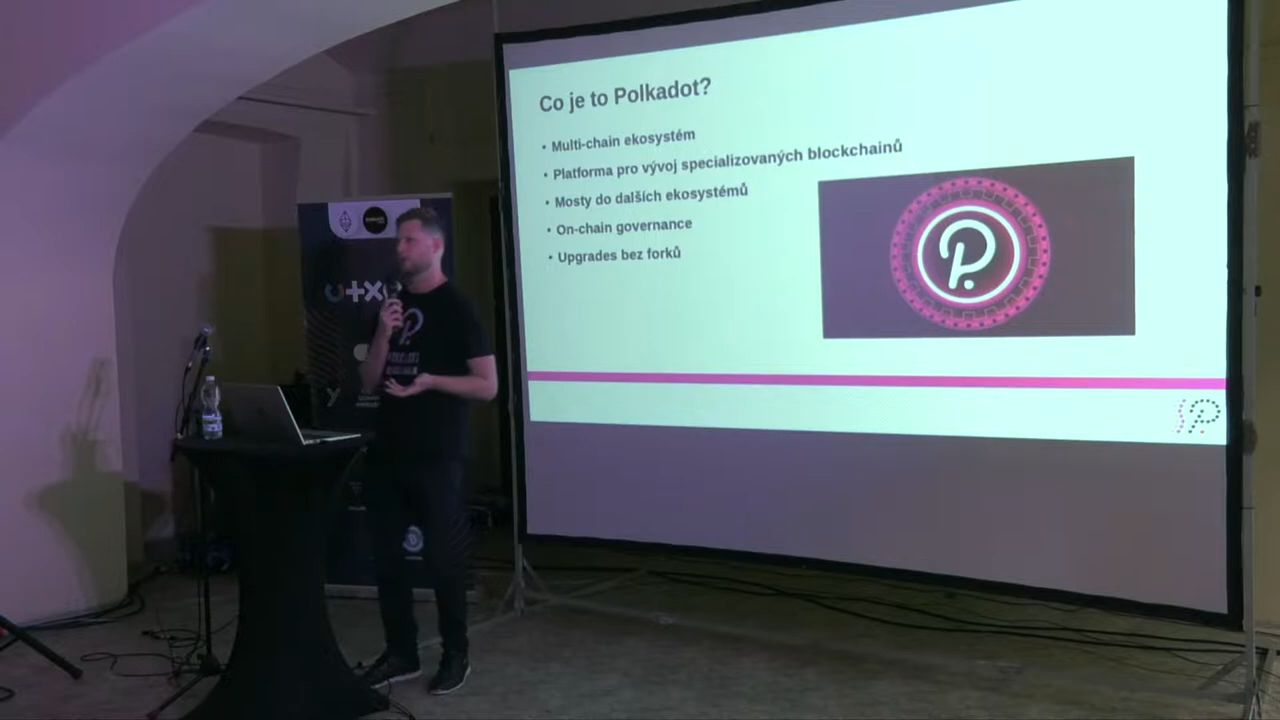 Co je to Polkadot?
• Multi-chain ekosystém
• Platforma pro vývoj specializovaných blockchainů
• Mosty do dalších ekosystémů
• On-chain governance
• Upgrades bez forků